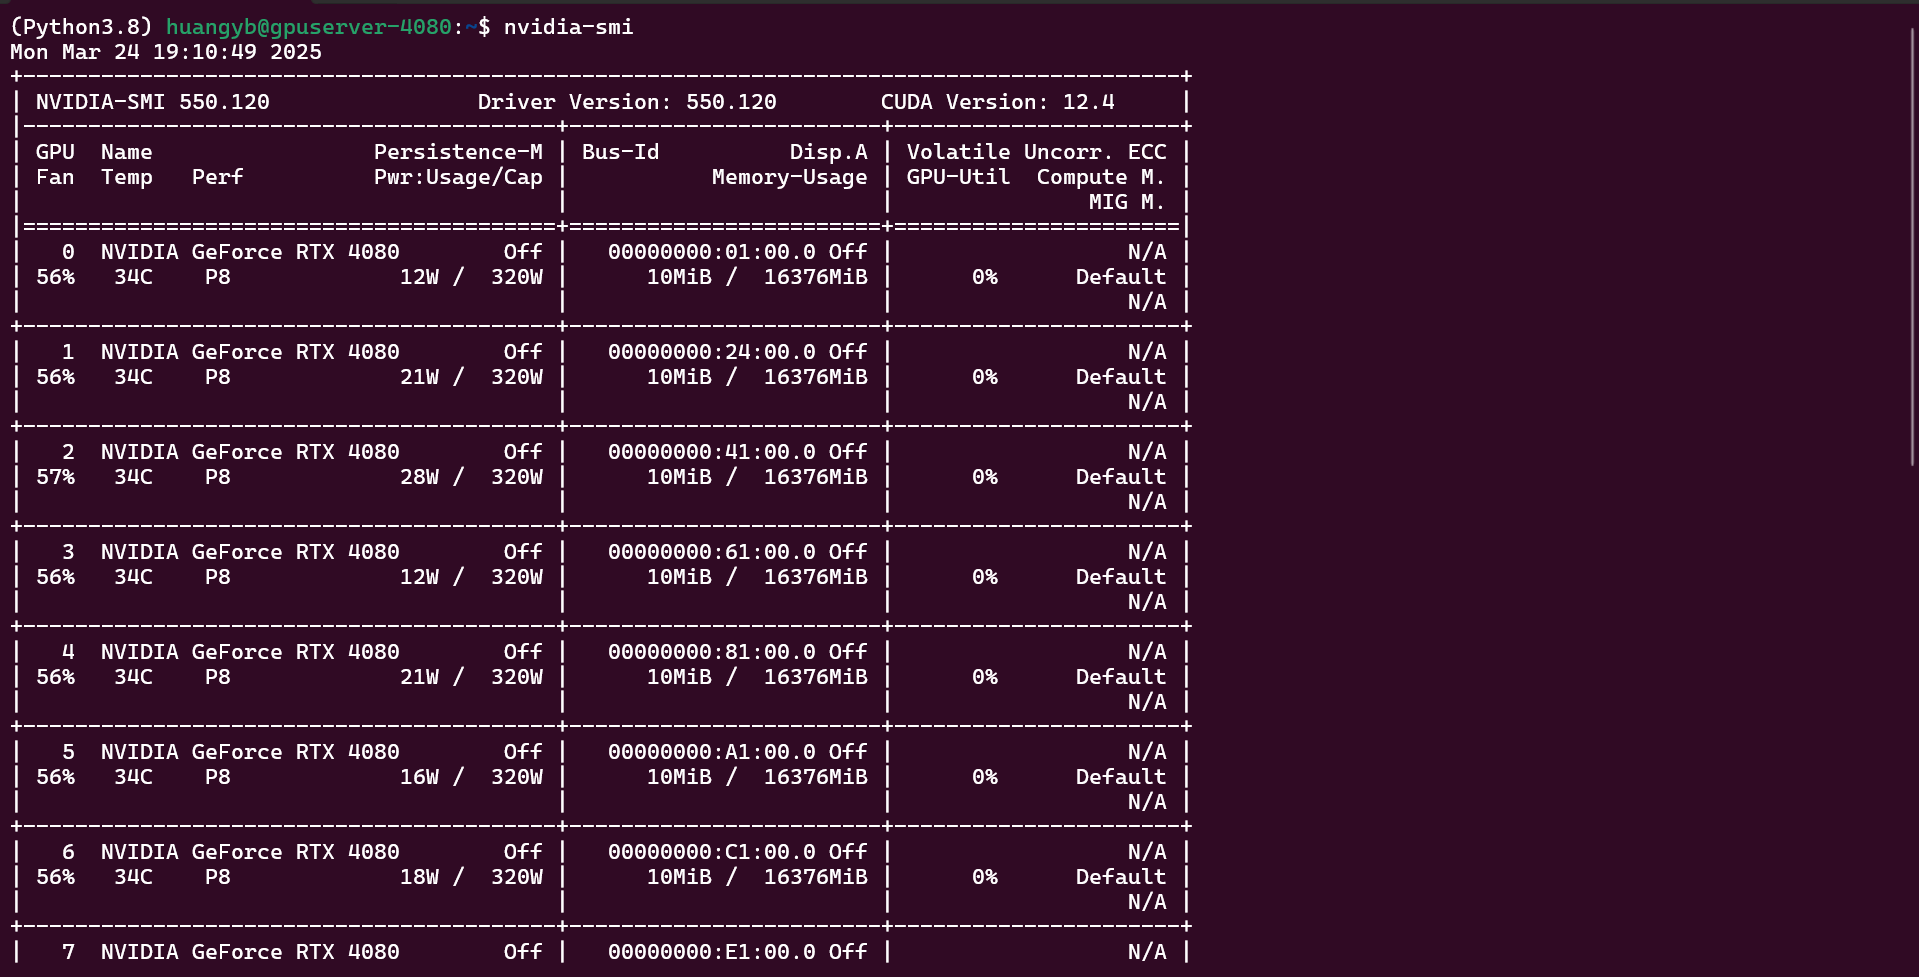 (Python3.8) huangyb@gpuserver-4080:~$ nvidia-smi
Mon Mar 24 19:10:49 2025
+-----------------------------------------------------------------------------------------+
| NVIDIA-SMI 550.120                Driver Version: 550.120        CUDA Version: 12.4     |
|-----------------------------------------+------------------------+----------------------+
| GPU  Name                 Persistence-M | Bus-Id          Disp.A | Volatile Uncorr. ECC |
| Fan  Temp   Perf          Pwr:Usage/Cap |           Memory-Usage | GPU-Util  Compute M. |
|                                         |                        |               MIG M. |
|=========================================+========================+======================|
|   0  NVIDIA GeForce RTX 4080        Off |   00000000:01:00.0 Off |                  N/A |
| 56%   34C    P8             12W /  320W |      10MiB /  16376MiB |      0%      Default |
|                                         |                        |                  N/A |
+-----------------------------------------+------------------------+----------------------+
|   1  NVIDIA GeForce RTX 4080        Off |   00000000:24:00.0 Off |                  N/A |
| 56%   34C    P8             21W /  320W |      10MiB /  16376MiB |      0%      Default |
|                                         |                        |                  N/A |
+-----------------------------------------+------------------------+----------------------+
|   2  NVIDIA GeForce RTX 4080        Off |   00000000:41:00.0 Off |                  N/A |
| 57%   34C    P8             28W /  320W |      10MiB /  16376MiB |      0%      Default |
|                                         |                        |                  N/A |
+-----------------------------------------+------------------------+----------------------+
|   3  NVIDIA GeForce RTX 4080        Off |   00000000:61:00.0 Off |                  N/A |
| 56%   34C    P8             12W /  320W |      10MiB /  16376MiB |      0%      Default |
|                                         |                        |                  N/A |
+-----------------------------------------+------------------------+----------------------+
|   4  NVIDIA GeForce RTX 4080        Off |   00000000:81:00.0 Off |                  N/A |
| 56%   34C    P8             21W /  320W |      10MiB /  16376MiB |      0%      Default |
|                                         |                        |                  N/A |
+-----------------------------------------+------------------------+----------------------+
|   5  NVIDIA GeForce RTX 4080        Off |   00000000:A1:00.0 Off |                  N/A |
| 56%   34C    P8             16W /  320W |      10MiB /  16376MiB |      0%      Default |
|                                         |                        |                  N/A |
+-----------------------------------------+------------------------+----------------------+
|   6  NVIDIA GeForce RTX 4080        Off |   00000000:C1:00.0 Off |                  N/A |
| 56%   34C    P8             18W /  320W |      10MiB /  16376MiB |      0%      Default |
|                                         |                        |                  N/A |
+-----------------------------------------+------------------------+----------------------+
|   7  NVIDIA GeForce RTX 4080        Off |   00000000:E1:00.0 Off |                  N/A |